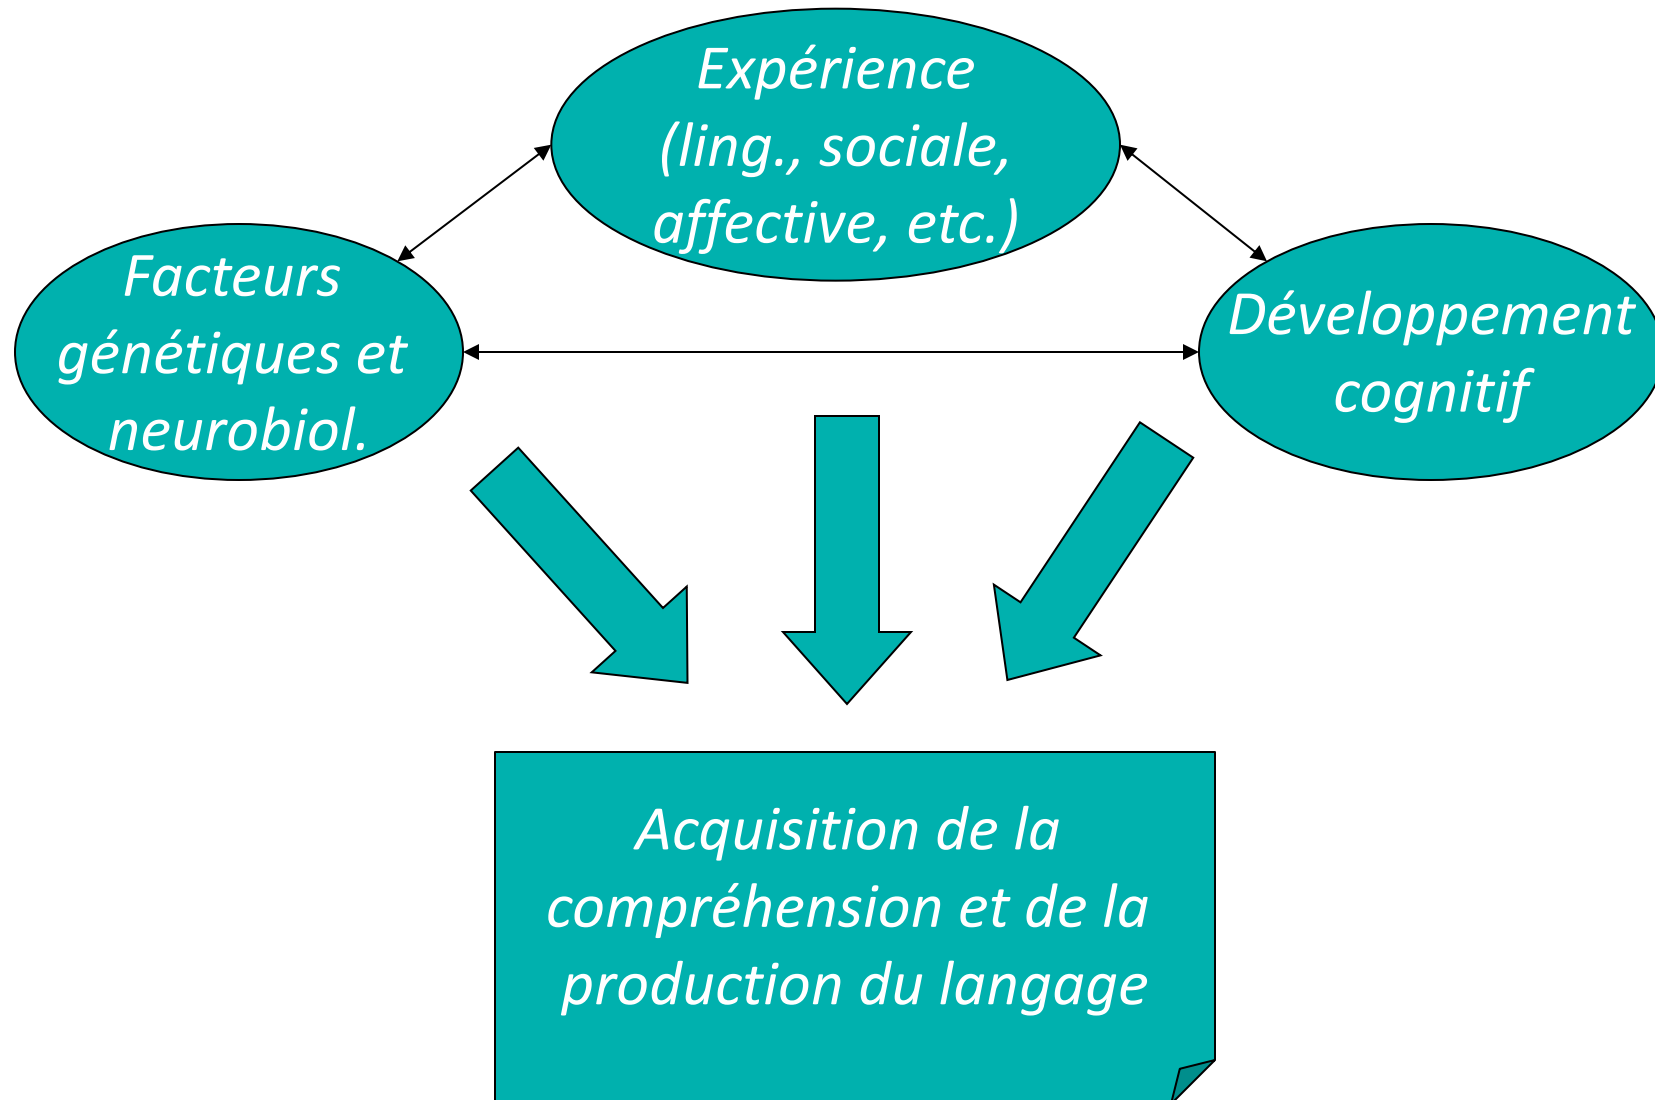 Expérience
(ling., sociale,
affective, etc.)
Facteurs
génétiques et
neurobiol.
Développement
cognitif
Acquisition de la
compréhension et de la
production du langage